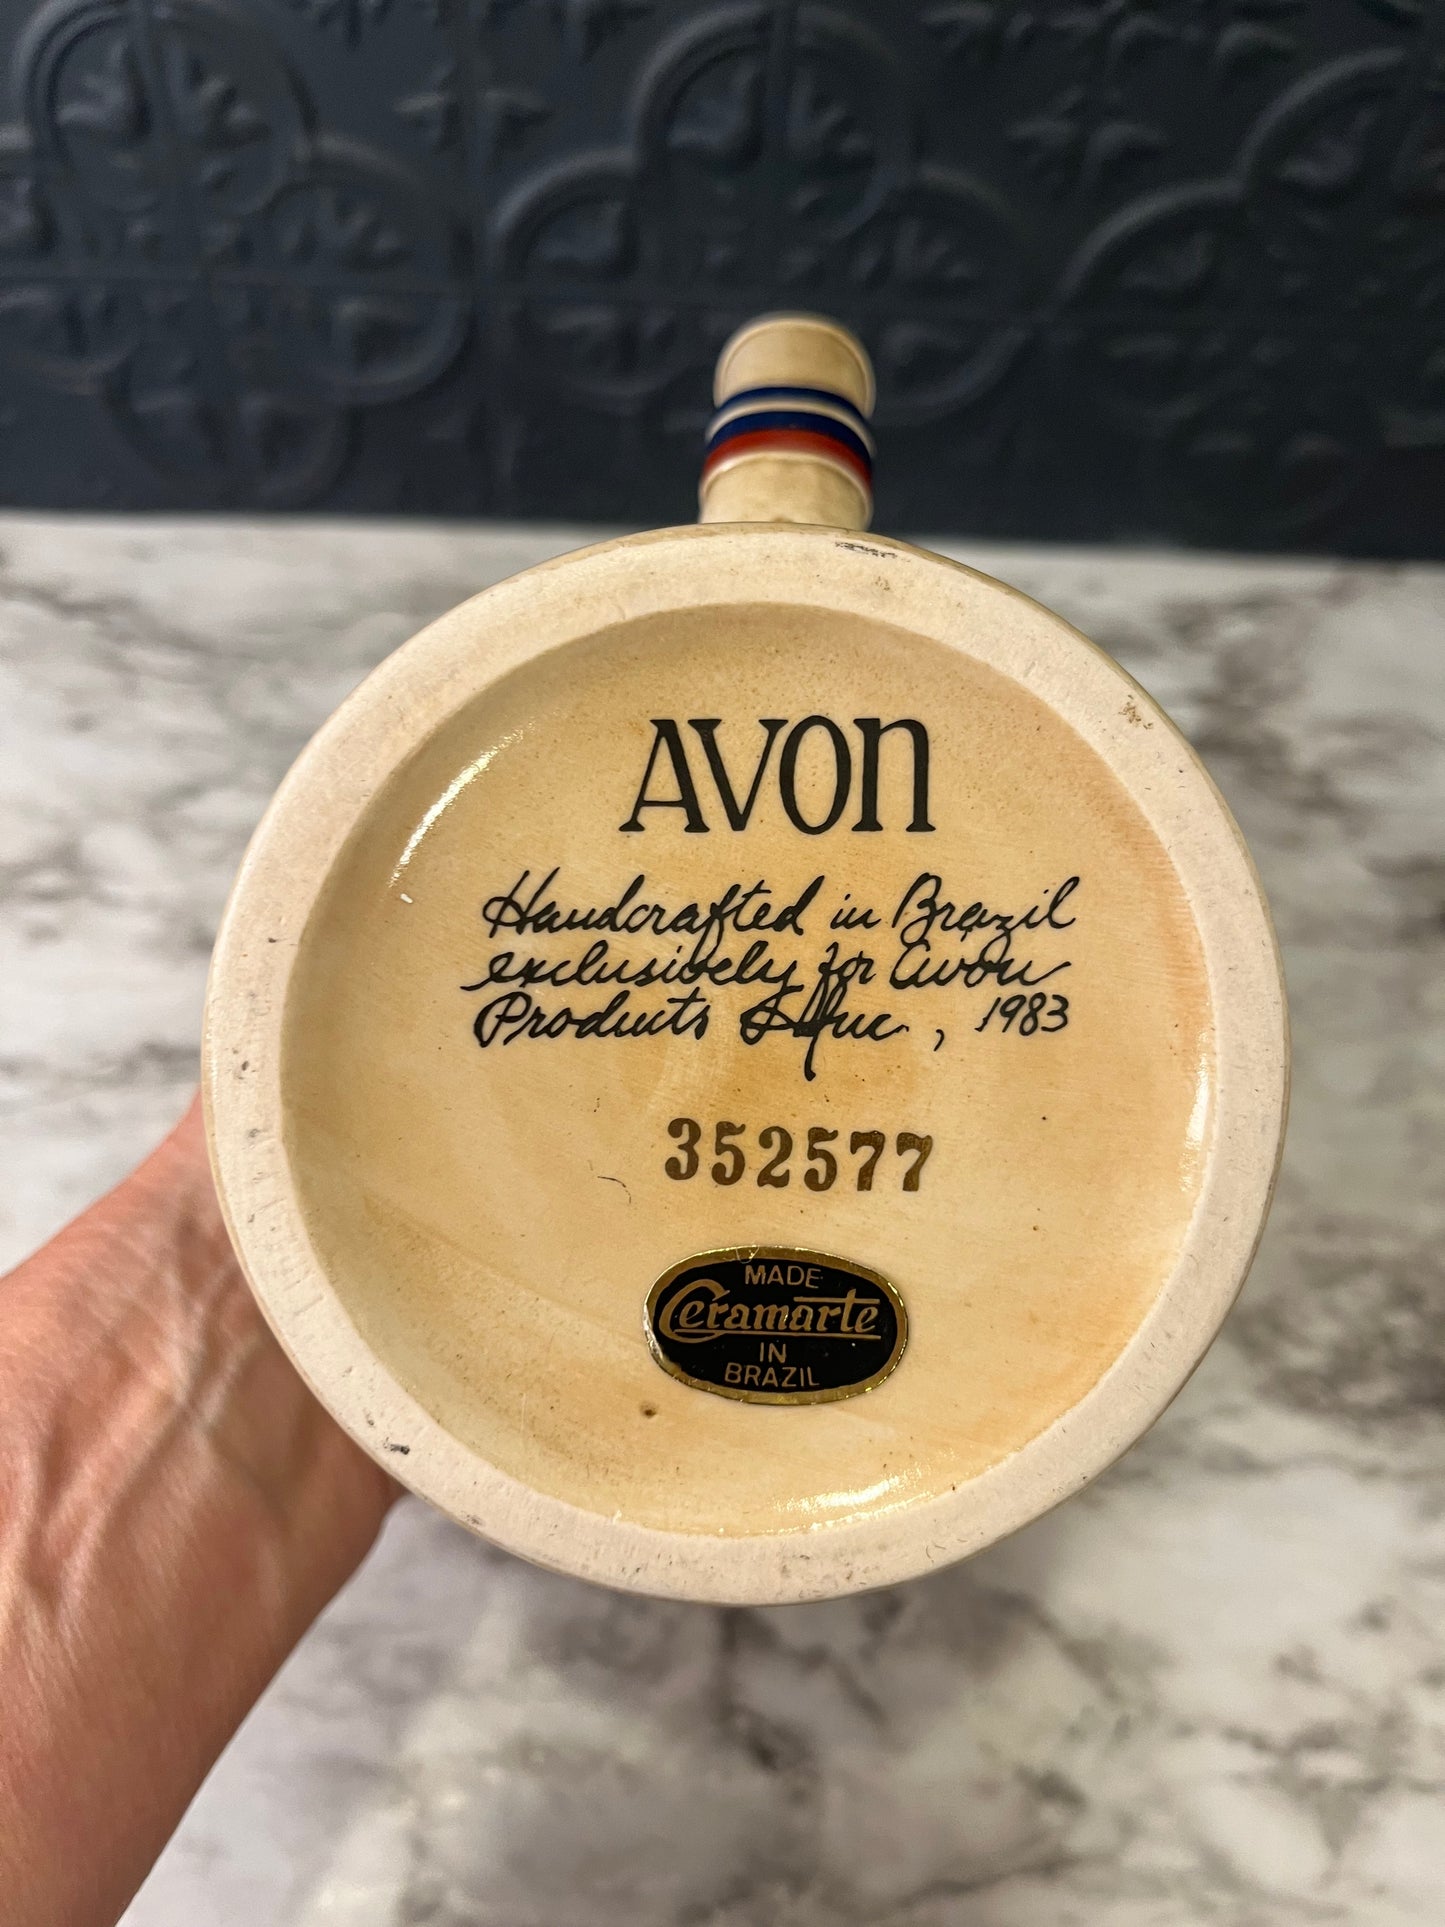 AVON
Handcrafted in Brazil
exclusively for Avon
Products Inc., 1983
352577
MADE
Ceramarte
IN
BRAZIL